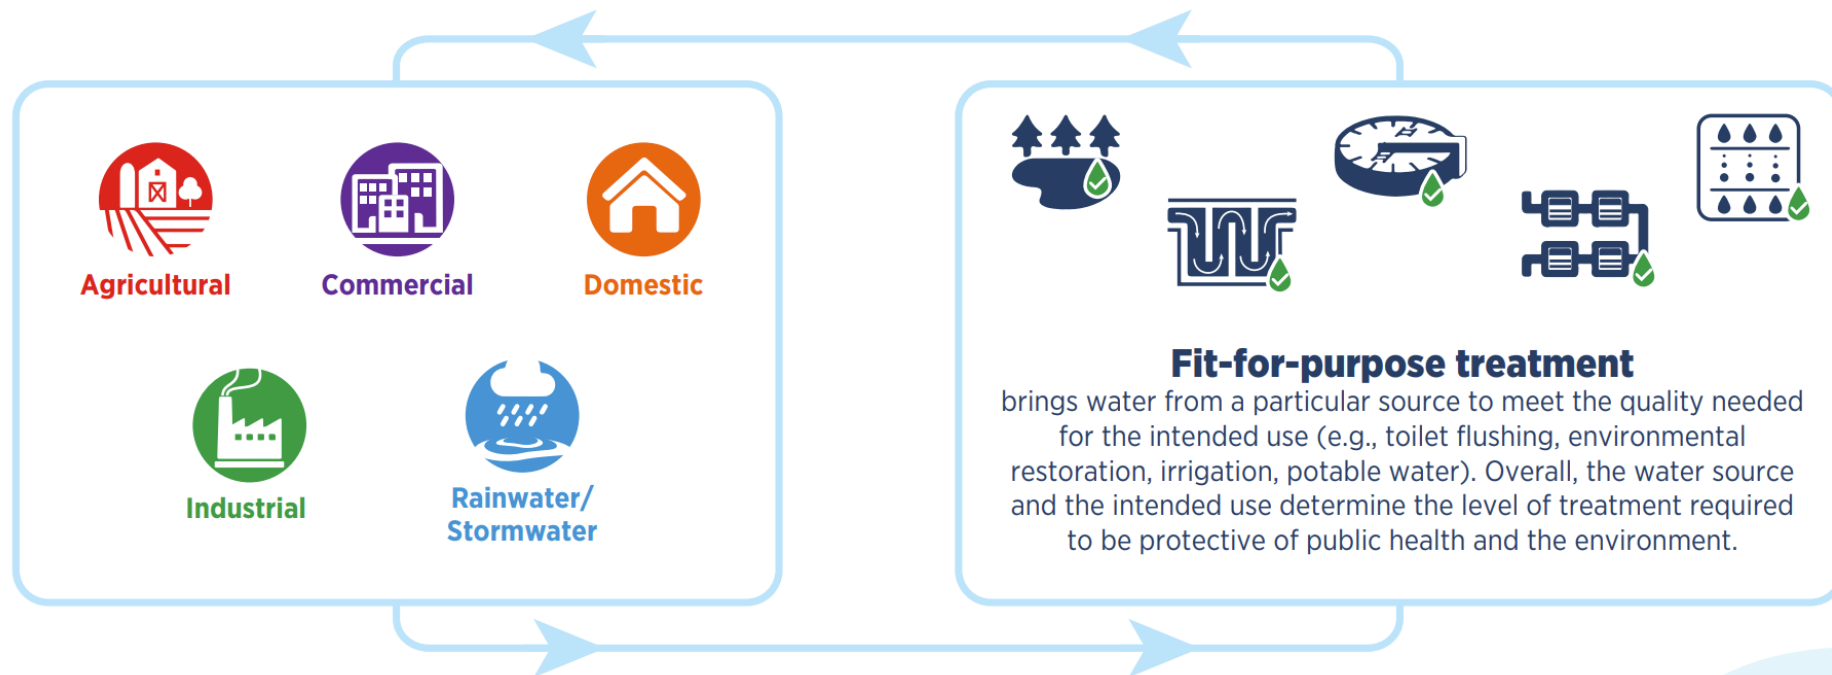 Agricultural
Commercial
Domestic
Industrial
Rainwater/
Stormwater
Fit-for-purpose treatment
brings water from a particular source to meet the quality needed
for the intended use (e.g., toilet flushing, environmental
restoration, irrigation, potable water). Overall, the water source
and the intended use determine the level of treatment required
to be protective of public health and the environment.